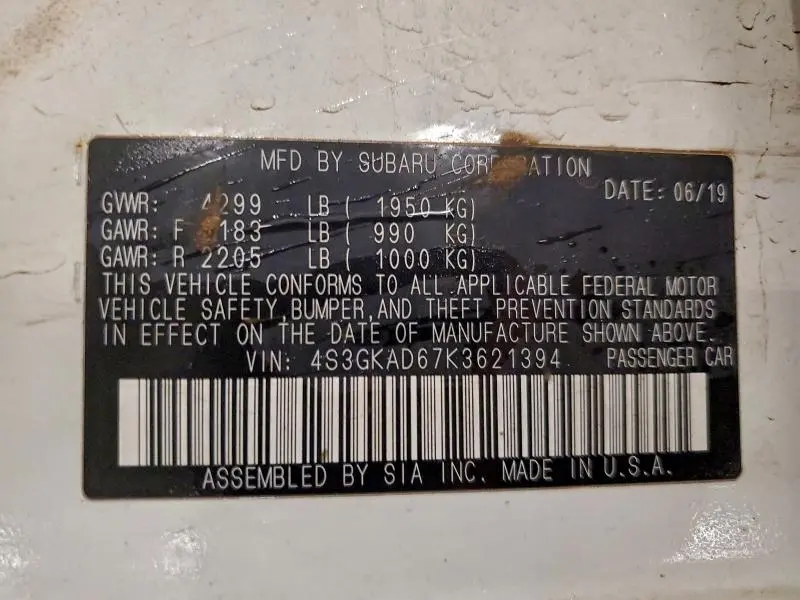 MFD BY SUBARU CORPORATION
DATE: 06/19
GVWR: 4299 LB ( 1950 KG)
GAWR: F 2183 LB ( 990 KG)
GAWR: R 2205 LB ( 1000 KG)
THIS VEHICLE CONFORMS TO ALL APPLICABLE FEDERAL MOTOR
VEHICLE SAFETY, BUMPER, AND THEFT PREVENTION STANDARDS
IN EFFECT ON THE DATE OF MANUFACTURE SHOWN ABOVE.
VIN: 4S3GKAD67K3621394 PASSENGER CAR
ASSEMBLED BY SIA INC. MADE IN U.S.A.